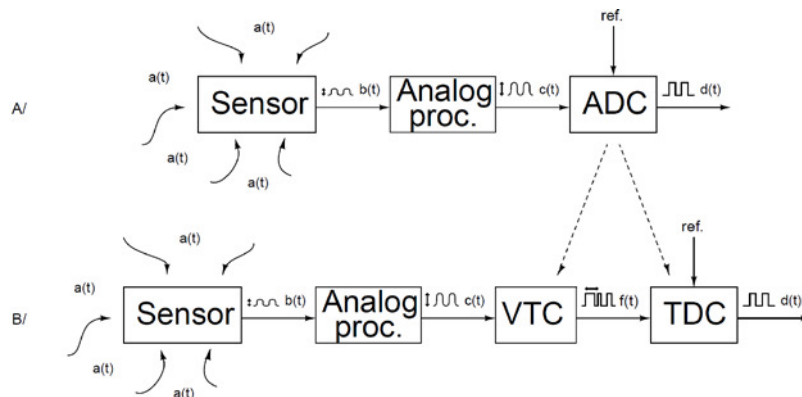 a(t)
ref.
a(t)
A/
Sensor
b(t)
Analog
proc.
c(t)
ADC
d(t)
a(t)
a(t)
a(t)
ref.
a(t)
B/
Sensor
b(t)
Analog
proc.
c(t)
VTC
f(t)
TDC
d(t)
a(t)
a(t)